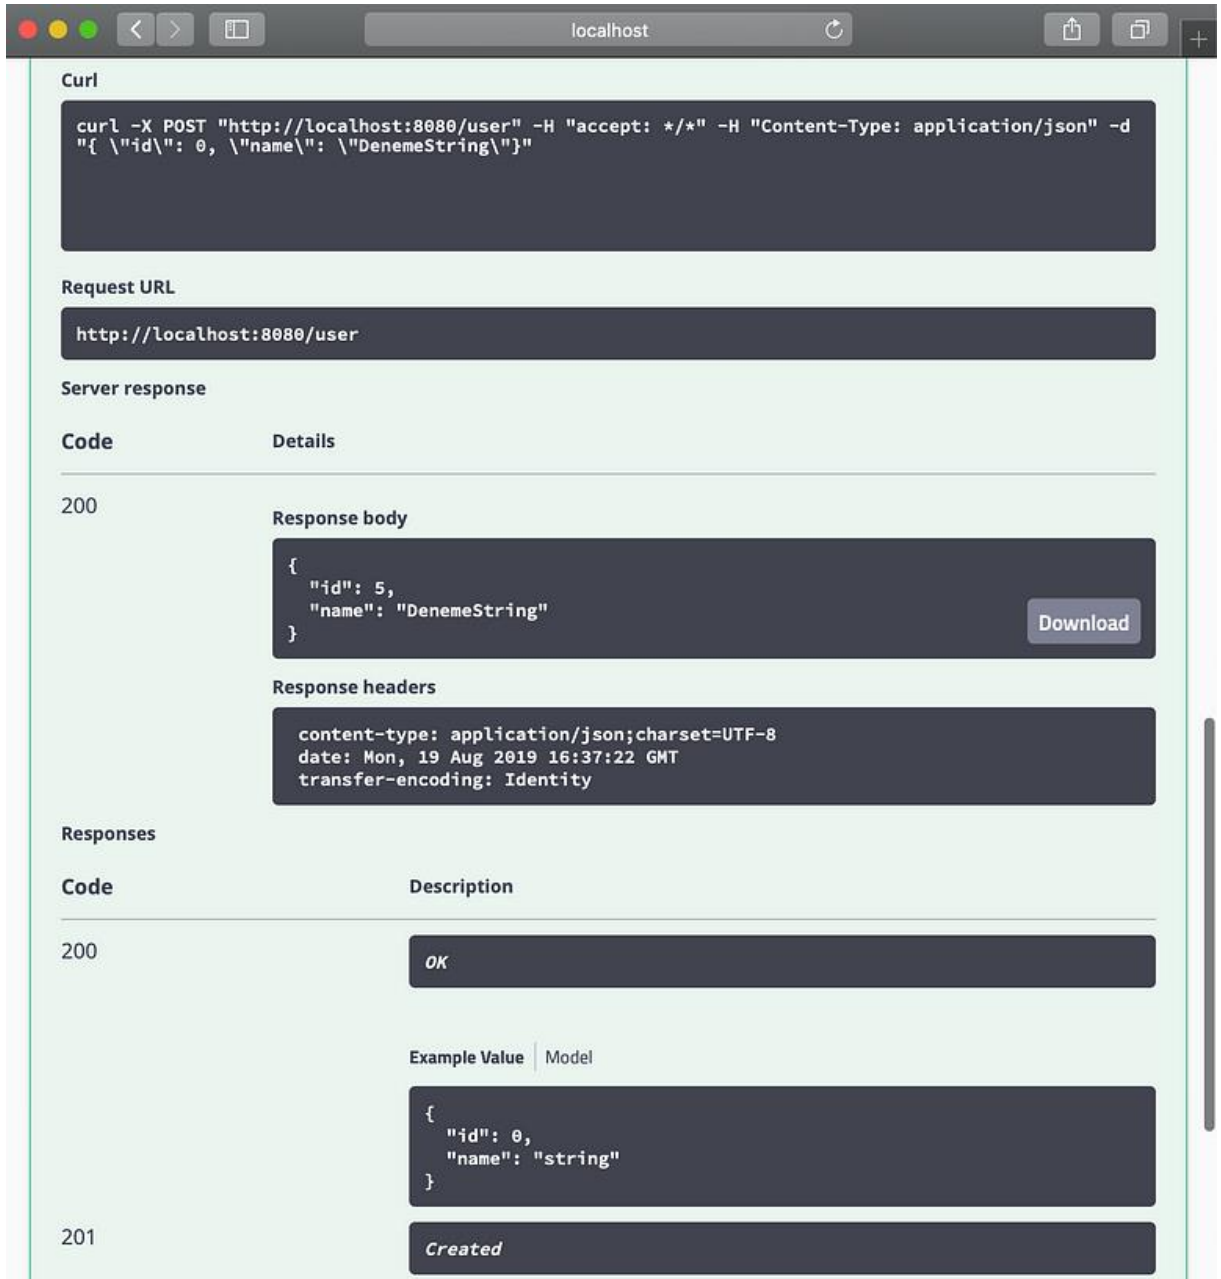 localhost
Curl
curl -X POST "http://localhost:8080/user" -H "accept: */*" -H "Content-Type: application/json" -d
"{ \"id\": 0, \"name\": \"DenemeString\"}"
Request URL
http://localhost:8080/user
Server response
Code Details
200
Response body
{
  "id": 5,
  "name": "DenemeString"
}
Download
Response headers
content-type: application/json;charset=UTF-8
date: Mon, 19 Aug 2019 16:37:22 GMT
transfer-encoding: Identity
Responses
Code Description
200
OK
Example Value Model
{
  "id": 0,
  "name": "string"
}
201
Created